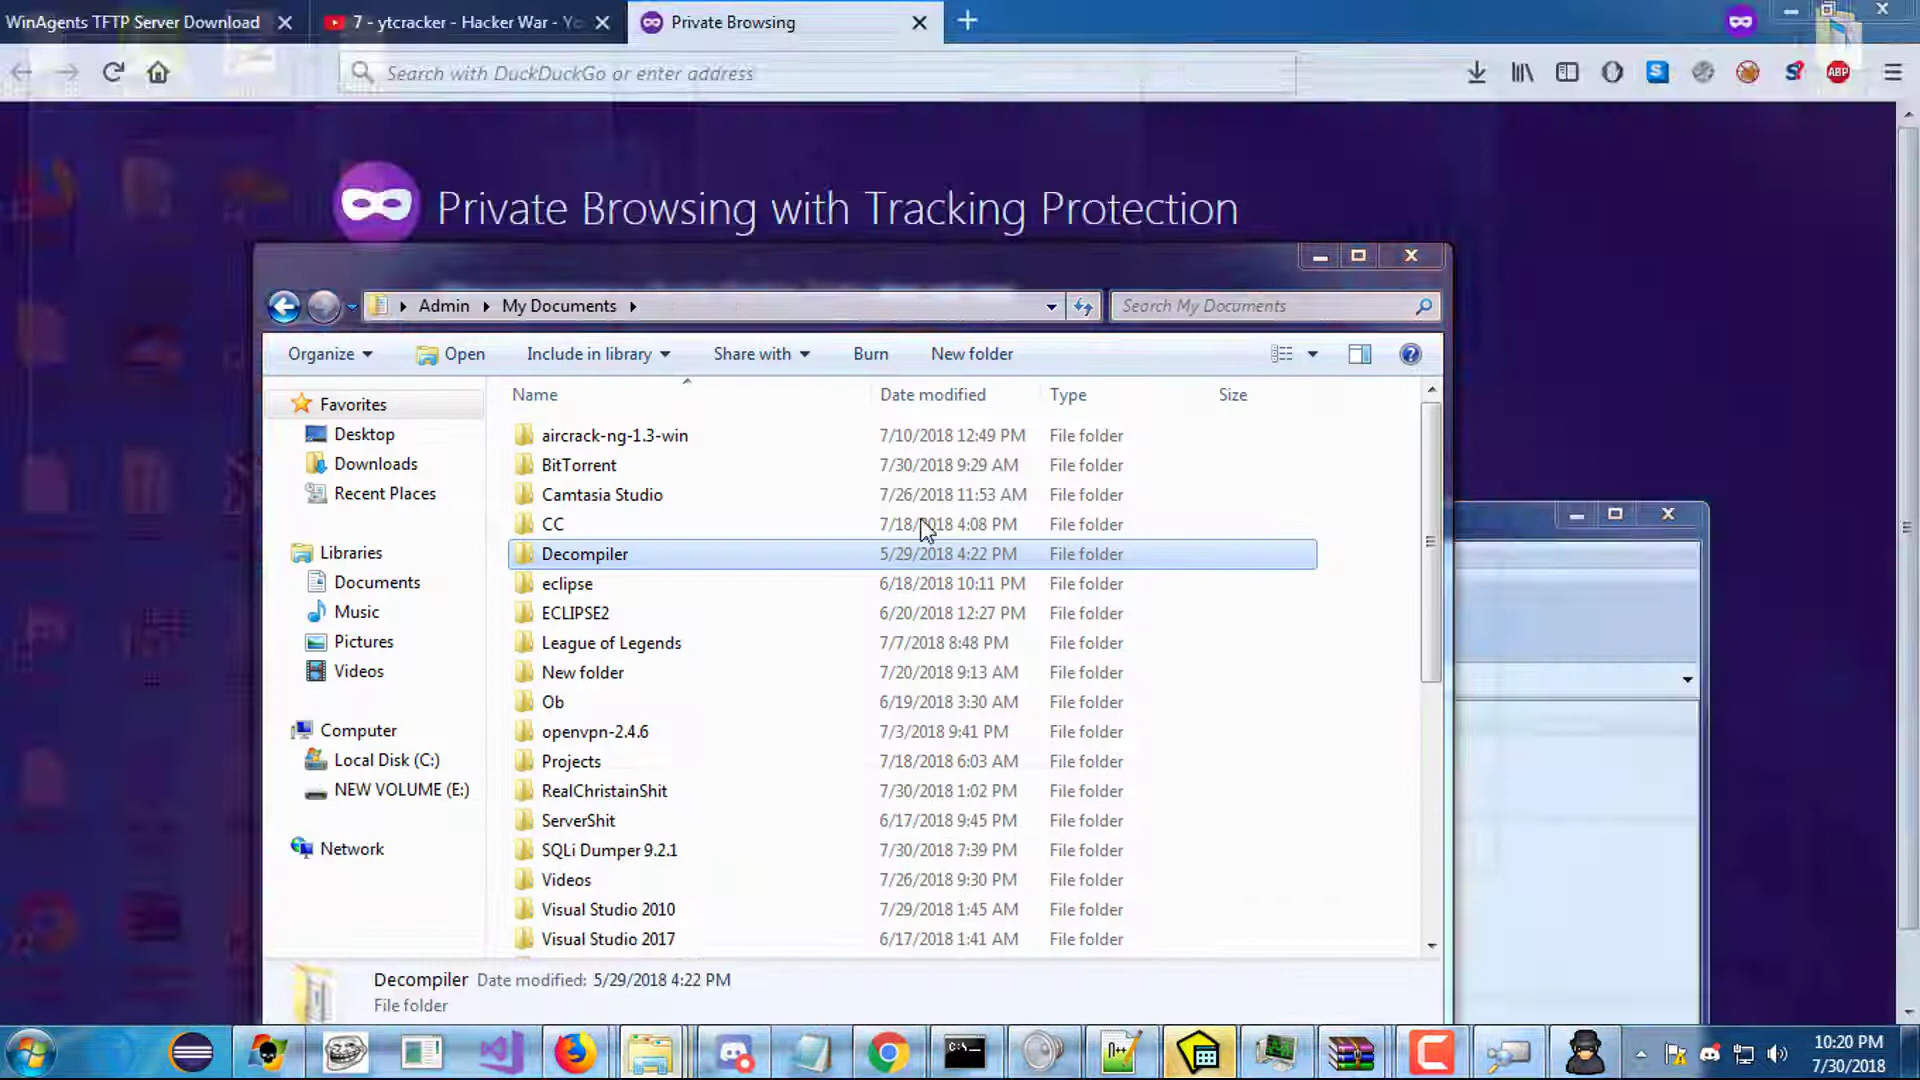 WinAgents TFTP Server Download
7 - ytcracker - Hacker War - Yo
Private Browsing
Search with DuckDuckGo or enter address
S
S
ABP
Private Browsing with Tracking Protection
Admin
My Documents
Search My Documents
Organize
Open
Include in library
Share with
Burn
New folder
Name
Date modified
Type
Size
Favorites
Desktop
Downloads
Recent Places
Libraries
Documents
Music
Pictures
Videos
Computer
Local Disk (C:)
NEW VOLUME (E:)
Network
aircrack-ng-1.3-win 7/10/2018 12:49 PM File folder
BitTorrent 7/30/2018 9:29 AM File folder
Camtasia Studio 7/26/2018 11:53 AM File folder
CC 7/18/2018 4:08 PM File folder
Decompiler 5/29/2018 4:22 PM File folder
eclipse 6/18/2018 10:11 PM File folder
ECLIPSE2 6/20/2018 12:27 PM File folder
League of Legends 7/7/2018 8:48 PM File folder
New folder 7/20/2018 9:13 AM File folder
Ob 6/19/2018 3:30 AM File folder
openvpn-2.4.6 7/3/2018 9:41 PM File folder
Projects 7/18/2018 6:03 AM File folder
RealChristainShit 7/30/2018 1:02 PM File folder
ServerShit 6/17/2018 9:45 PM File folder
SQLi Dumper 9.2.1 7/30/2018 7:39 PM File folder
Videos 7/26/2018 9:30 PM File folder
Visual Studio 2010 7/29/2018 1:45 AM File folder
Visual Studio 2017 6/17/2018 1:41 AM File folder
Decompiler Date modified: 5/29/2018 4:22 PM
File folder
10:20 PM
7/30/2018